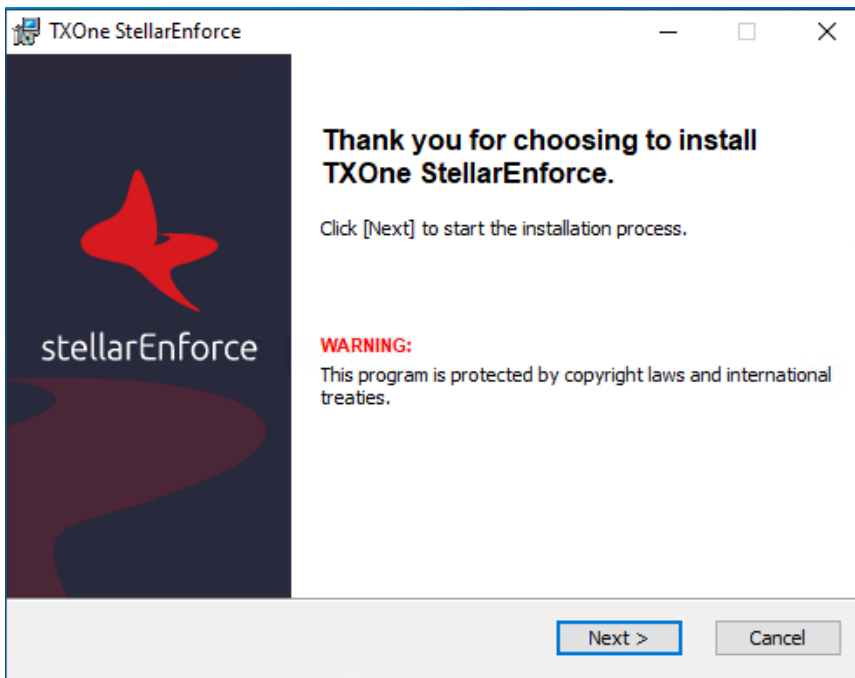 TXOne StellarEnforce
Thank you for choosing to install
TXOne StellarEnforce.
Click [Next] to start the installation process.
stellarEnforce
WARNING:
This program is protected by copyright laws and international
treaties.
Next >
Cancel